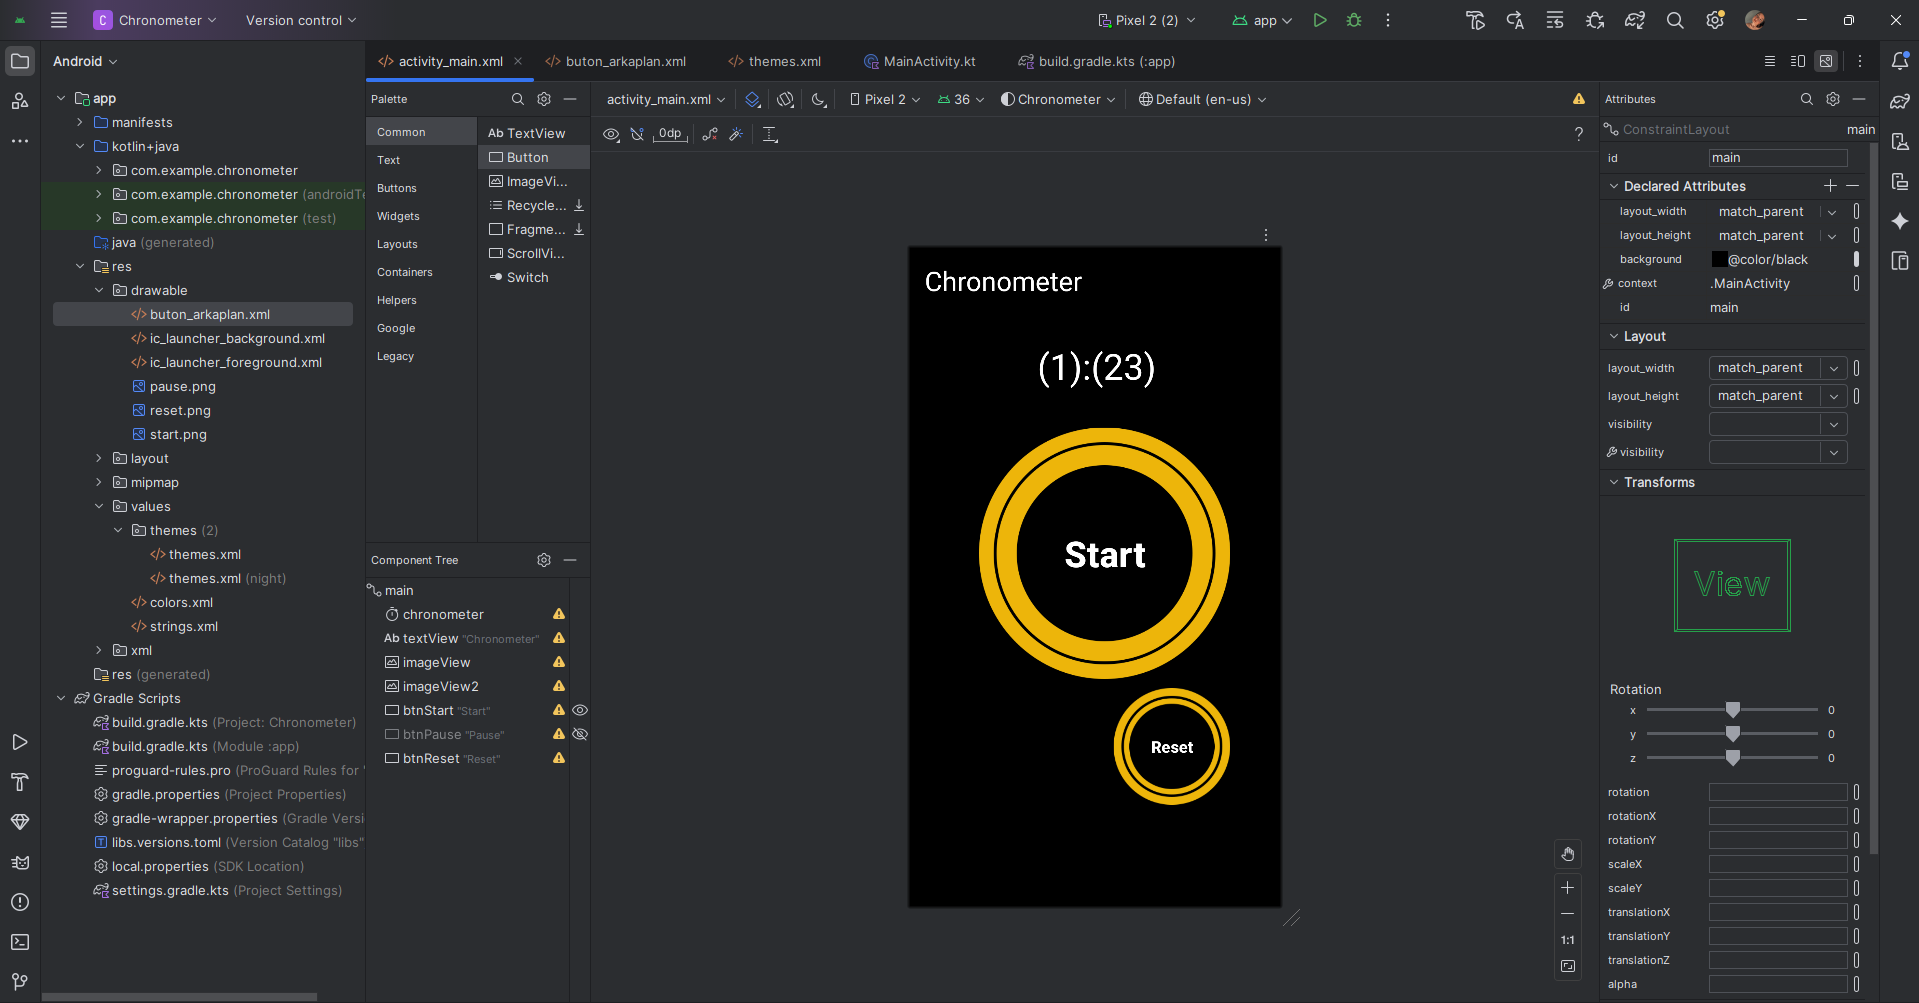 C Chronometer Version control Pixel 2 (2) app
Android
activity_main.xml buton_arkaplan.xml themes.xml MainActivity.kt build.gradle.kts (:app)
app
manifests
kotlin+java
com.example.chronometer
com.example.chronometer (androidTe
com.example.chronometer (test)
java (generated)
res
drawable
buton_arkaplan.xml
ic_launcher_background.xml
ic_launcher_foreground.xml
pause.png
reset.png
start.png
layout
mipmap
values
themes (2)
themes.xml
themes.xml (night)
colors.xml
strings.xml
xml
res (generated)
Gradle Scripts
build.gradle.kts (Project: Chronometer)
build.gradle.kts (Module :app)
proguard-rules.pro (ProGuard Rules for "
gradle.properties (Project Properties)
gradle-wrapper.properties (Gradle Versi
libs.versions.toml (Version Catalog "libs"
local.properties (SDK Location)
settings.gradle.kts (Project Settings)
Palette
Common
Text
Buttons
Widgets
Layouts
Containers
Helpers
Google
Legacy
Ab TextView
Button
ImageVi...
Recycle...
Fragme...
ScrollVi...
Switch
Component Tree
main
chronometer
Ab textView "Chronometer"
imageView
imageView2
btnStart "Start"
btnPause "Pause"
btnReset "Reset"
activity_main.xml Pixel 2 36 Chronometer Default (en-us)
0dp ?
Chronometer
(1):(23)
Start
Reset
1:1
Attributes
ConstraintLayout main
id main
Declared Attributes
layout_width match_parent
layout_height match_parent
background @color/black
context .MainActivity
id main
Layout
layout_width match_parent
layout_height match_parent
visibility
visibility
Transforms
View
Rotation
x 0
y 0
z 0
rotation
rotationX
rotationY
scaleX
scaleY
translationX
translationY
translationZ
alpha